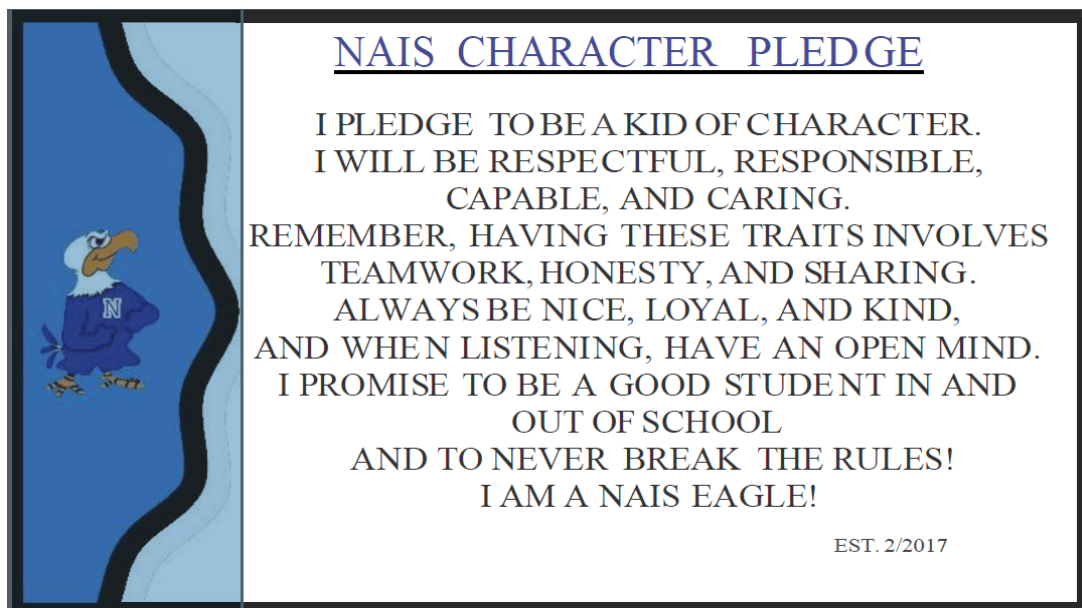 NAIS CHARACTER PLEDGE
I PLEDGE TO BE A KID OF CHARACTER.
I WILL BE RESPECTFUL, RESPONSIBLE,
CAPABLE, AND CARING.
REMEMBER, HAVING THESE TRAITS INVOLVES
TEAMWORK, HONESTY, AND SHARING.
ALWAYS BE NICE, LOYAL, AND KIND,
AND WHEN LISTENING, HAVE AN OPEN MIND.
I PROMISE TO BE A GOOD STUDENT IN AND
OUT OF SCHOOL
AND TO NEVER BREAK THE RULES!
I AM A NAIS EAGLE!
EST. 2/2017
N